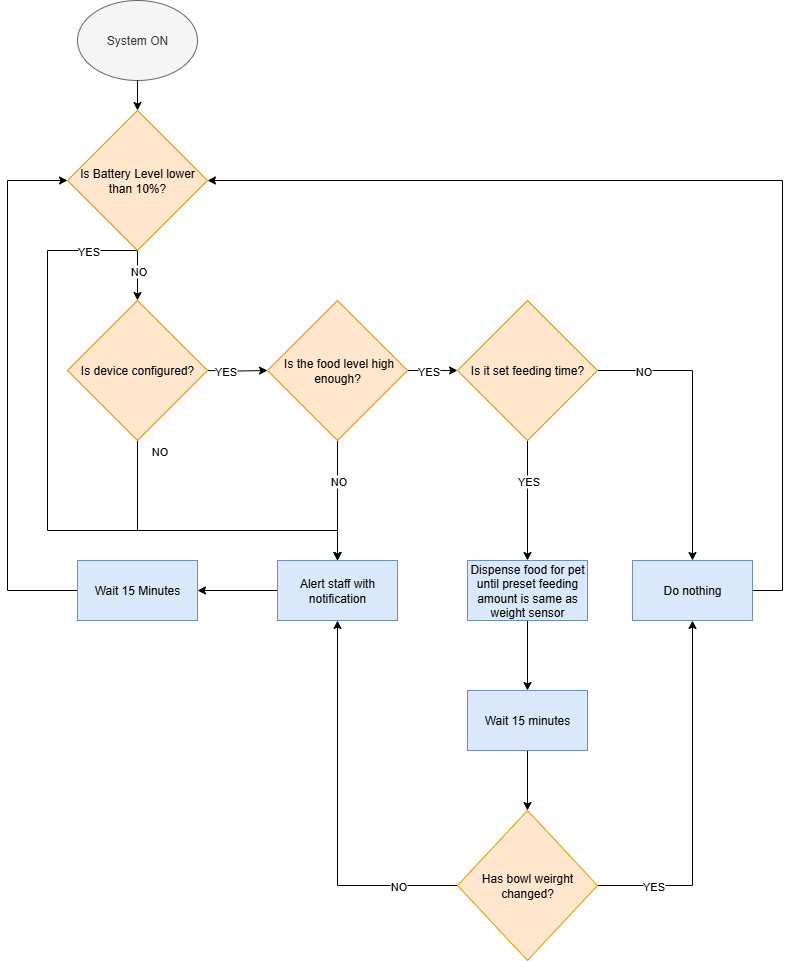 System ON
Is Battery Level lower
than 10%?
YES
NO
Is device configured?
YES
Is the food level high
enough?
YES
Is it set feeding time?
NO
NO
NO
YES
Wait 15 Minutes
Alert staff with
notification
Dispense food for pet
until preset feeding
amount is same as
weight sensor
Do nothing
Wait 15 minutes
Has bowl weirght
changed?
NO
YES